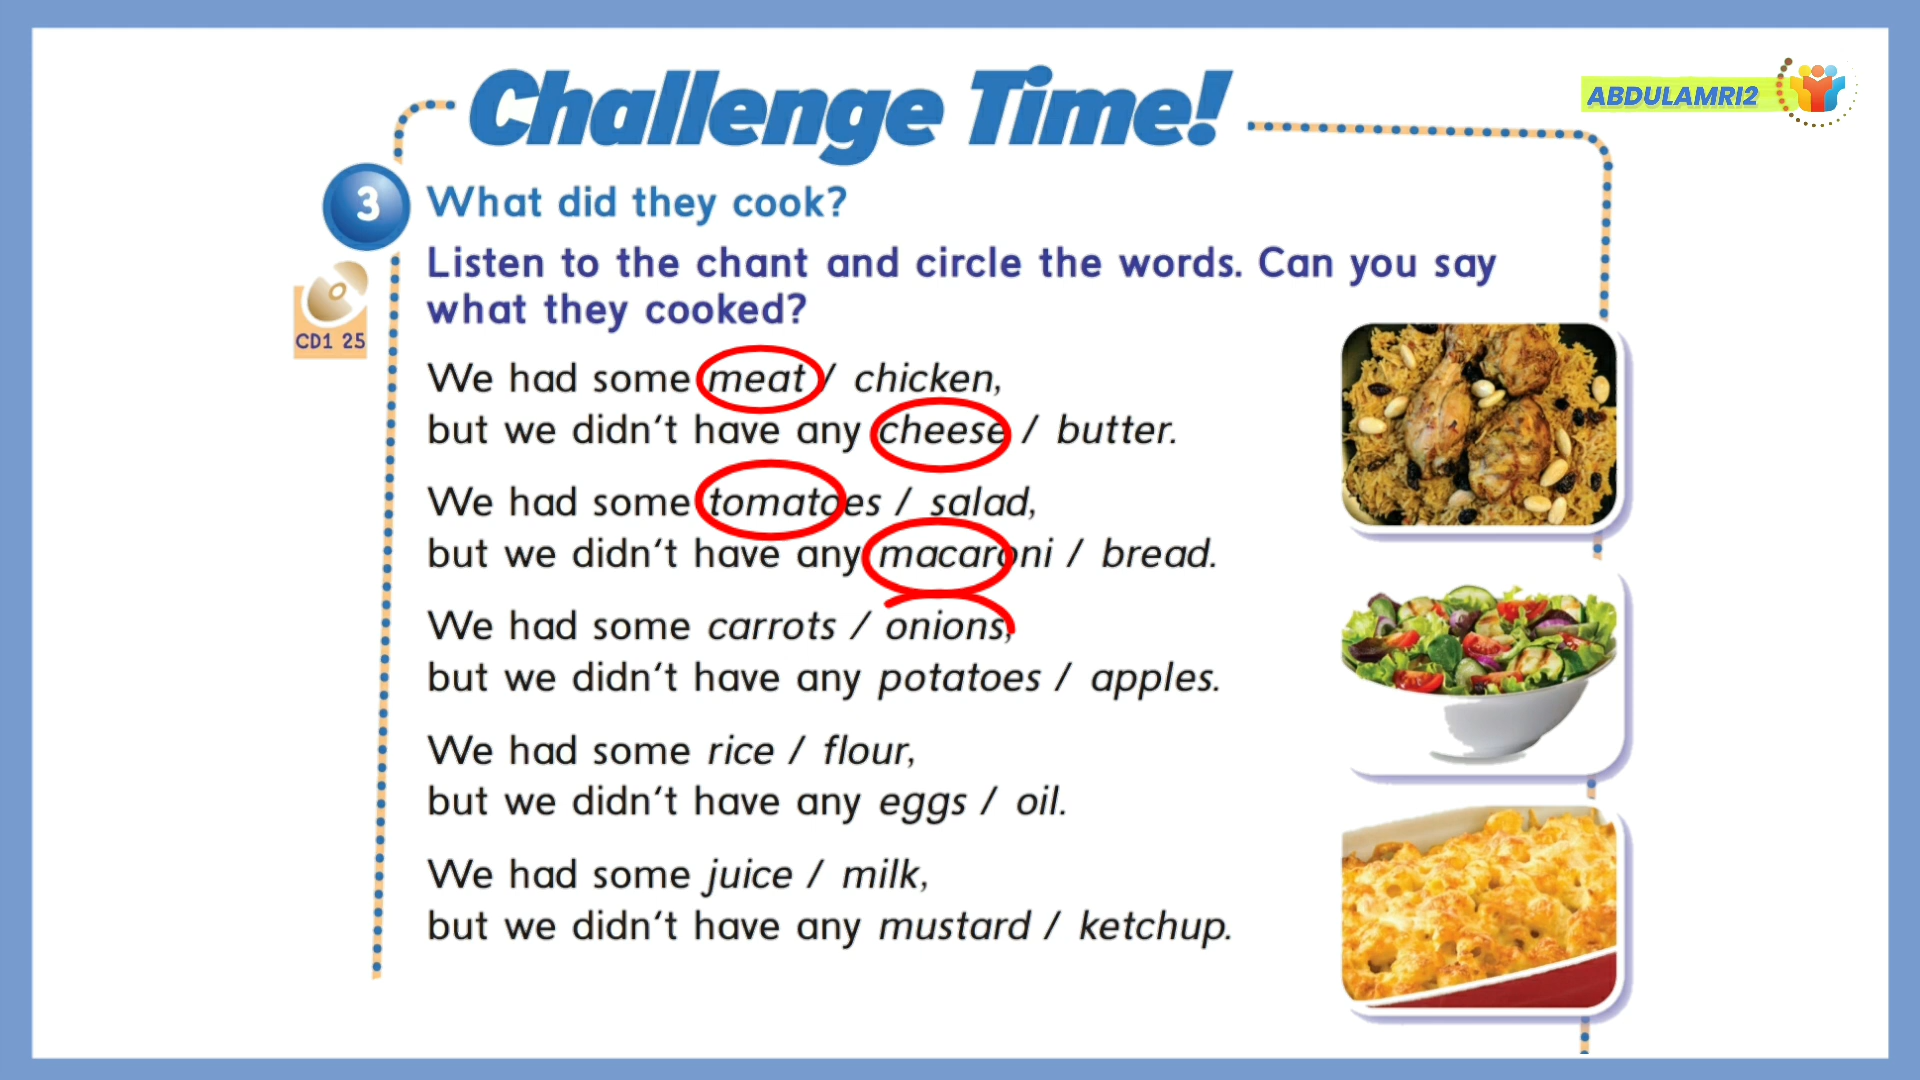 Challenge Time!
ABDULAMRI2
3
What did they cook?
Listen to the chant and circle the words. Can you say
what they cooked?
CD1 25
We had some meat / chicken,
but we didn't have any cheese / butter.
We had some tomatoes / salad,
but we didn't have any macaroni / bread.
We had some carrots / onions,
but we didn't have any potatoes / apples.
We had some rice / flour,
but we didn't have any eggs / oil.
We had some juice / milk,
but we didn't have any mustard / ketchup.